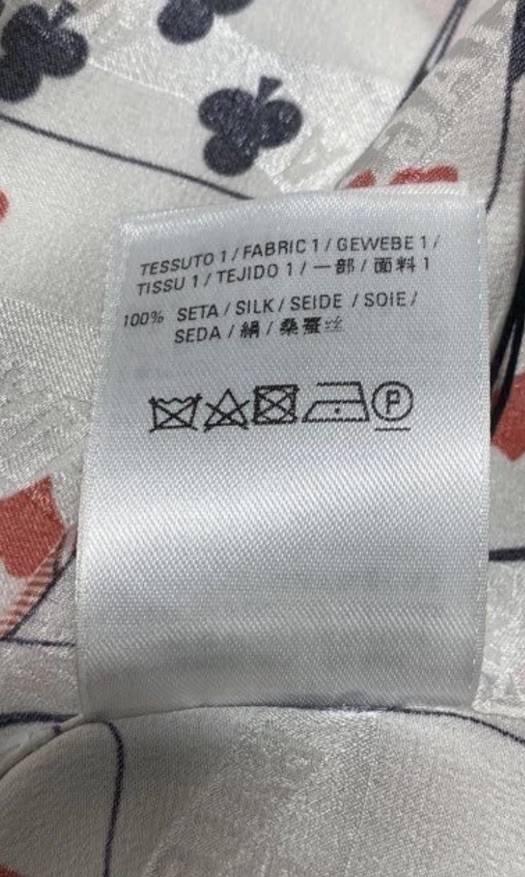 TESSUTO 1 / FABRIC 1 / GEWEBE 1 /
TISSU 1 / TEJIDO 1 / 一部 / 面料 1
100% SETA / SILK / SEIDE / SOIE /
SEDA / 絹 / 桑蚕丝
P